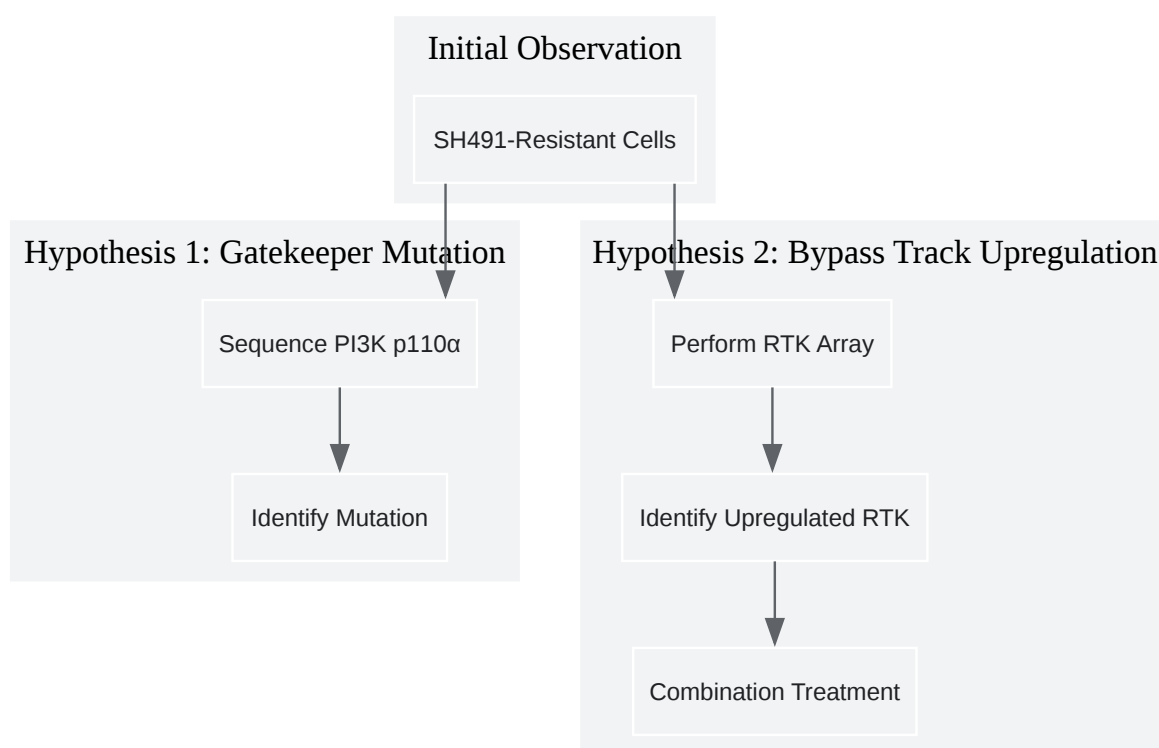 Initial Observation
SH491-Resistant Cells
Hypothesis 1: Gatekeeper Mutation
Sequence PI3K p110α
Identify Mutation
Hypothesis 2: Bypass Track Upregulation
Perform RTK Array
Identify Upregulated RTK
Combination Treatment